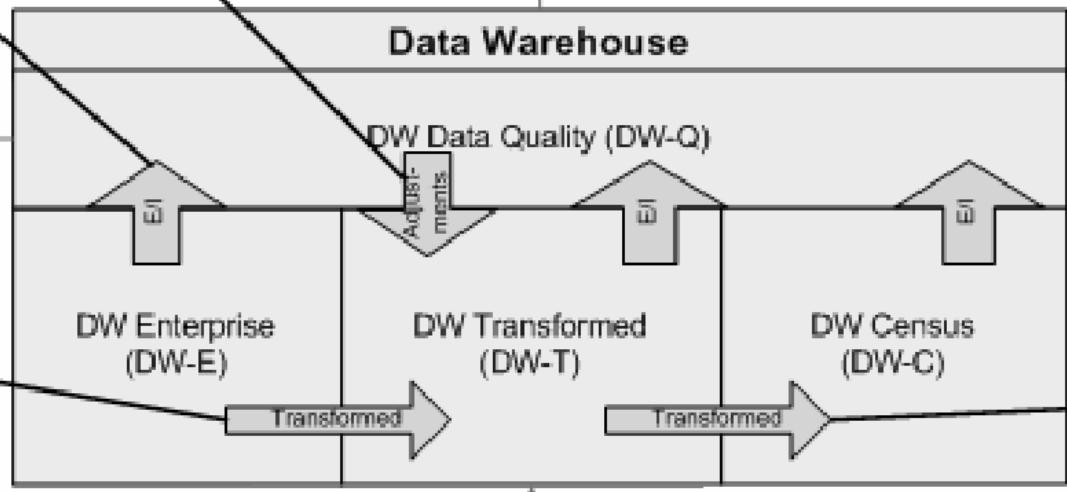 Data Warehouse
DW Data Quality (DW-Q)
E/I
Adjust-
ments
E/I
E/I
DW Enterprise
(DW-E)
DW Transformed
(DW-T)
DW Census
(DW-C)
Transformed
Transformed